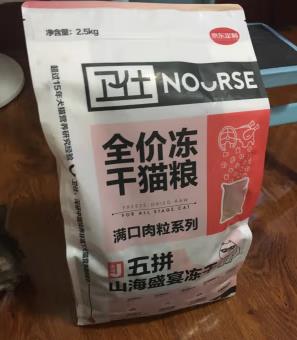 净含量：2.5kg
京东定制
卫仕 NOURSE
全价冻
干猫粮
FREEZE-DRIED RAW
FOR ALL STAGE CAT
满口肉粒系列
五拼
山海盛宴冻干